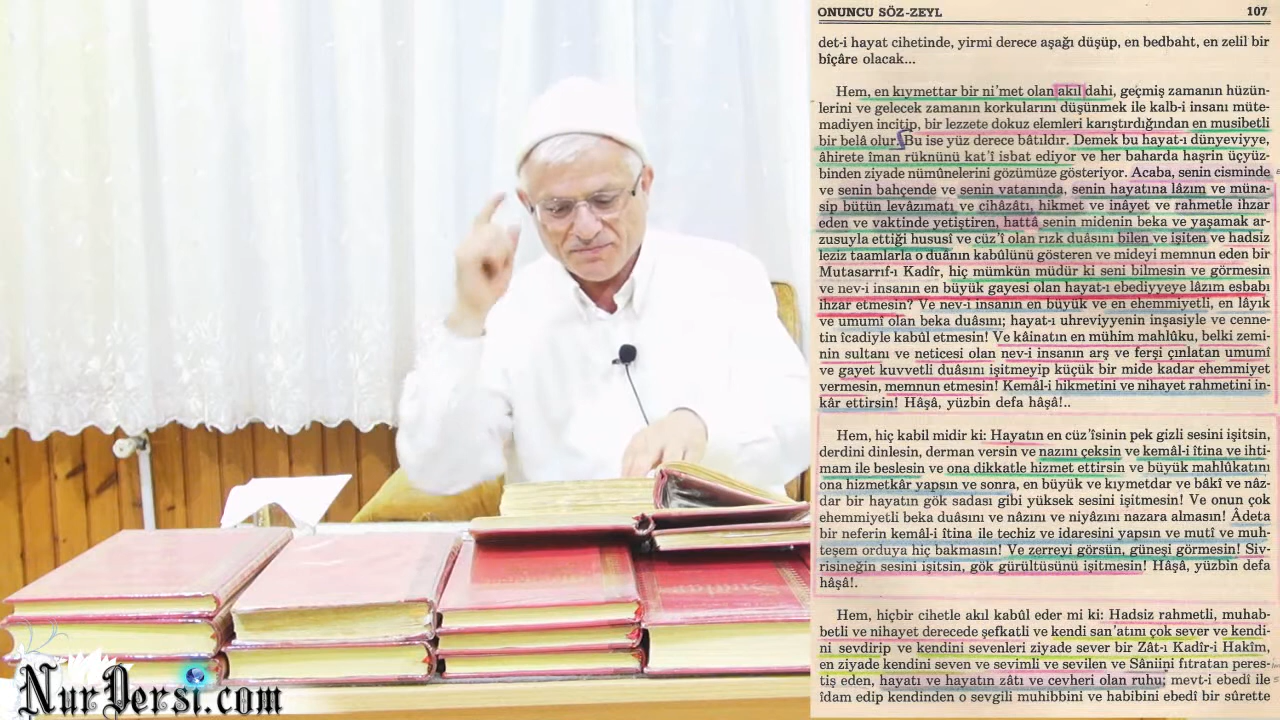 ONUNCU SÖZ-ZEYL 107
det-i hayat cihetinde, yirmi derece aşağı düşüp, en bedbaht, en zelil bir
bîçâre olacak...
Hem, en kıymettar bir ni'met olan akıl dahi, geçmiş zamanın hüzün-
lerini ve gelecek zamanın korkularını düşünmek ile kalb-i insanı müte-
madiyen incitip, bir lezzete dokuz elemleri karıştırdığından en musibetli
bir belâ olur. Bu ise yüz derece bâtıldır. Demek bu hayat-ı dünyeviyye,
âhirete îman rüknünü kat'î isbat ediyor ve her baharda haşrin üçyüz-
binden ziyade nümûnelerini gözümüze gösteriyor. Acaba, senin cisminde
ve senin bahçende ve senin vatanında, senin hayatına lâzım ve müna-
sip bütün levâzımatı ve cihâzâtı, hikmet ve inâyet ve rahmetle ihzar
eden ve vaktinde yetiştiren, hattâ senin midenin beka ve yaşamak ar-
zusuyla ettiği hususî ve cüz'î olan rızk duâsını bilen ve işiten ve hadsiz
leziz taamlarla o duânın kabûlünü gösteren ve mideyi memnun eden bir
Mutasarrıf-ı Kadîr, hiç mümkün müdür ki seni bilmesin ve görmesin
ve nev-i insanın en büyük gayesi olan hayat-ı ebediyyeye lâzım esbabı
ihzar etmesin? Ve nev-i insanın en büyük ve en ehemmiyetli, en lâyık
ve umumî olan beka duâsını; hayat-ı uhreviyyenin inşasiyle ve cenne-
tin îcadiyle kabûl etmesin! Ve kâinatın en mühim mahlûku, belki zemi-
nin sultanı ve neticesi olan nev-i insanın arş ve ferşi çınlatan umumî
ve gayet kuvvetli duâsını işitmeyip küçük bir mide kadar ehemmiyet
vermesin, memnun etmesin! Kemâl-i hikmetini ve nihayet rahmetini in-
kâr ettirsin! Hâşâ, yüzbin defa hâşâ!..
Hem, hiç kabil midir ki: Hayatın en cüz'îsinin pek gizli sesini işitsin,
derdini dinlesin, derman versin ve nazını çeksin ve kemâl-i îtina ve ihti-
mam ile beslesin ve ona dikkatle hizmet ettirsin ve büyük mahlûkatını
ona hizmetkâr yapsın ve sonra, en büyük ve kıymetdar ve bâkî ve nâz-
dar bir hayatın gök sadası gibi yüksek sesini işitmesin! Ve onun çok
ehemmiyetli beka duâsını ve nâzını ve niyâzını nazara almasın! Âdeta
bir neferin kemâl-i îtina ile techiz ve idaresini yapsın ve mutî ve muh-
teşem orduya hiç bakmasın! Ve zerreyi görsün, güneşi görmesin! Siv-
risineğin sesini işitsin, gök gürültüsünü işitmesin! Hâşâ, yüzbin defa
hâşâ!.
Hem, hiçbir cihetle akıl kabûl eder mi ki: Hadsiz rahmetli, muhab-
betli ve nihayet derecede şefkatli ve kendi san'atını çok sever ve kendi-
ni sevdirip ve kendini sevenleri ziyade sever bir Zât-ı Kadîr-i Hakîm,
en ziyade kendini seven ve sevimli ve sevilen ve Sâniini fıtraten peres-
tiş eden, hayatı ve hayatın zâtı ve cevheri olan ruhu; mevt-i ebedî ile
îdam edip kendinden o sevgili muhibbini ve habibini ebedî bir sûrette
NurDersi.com